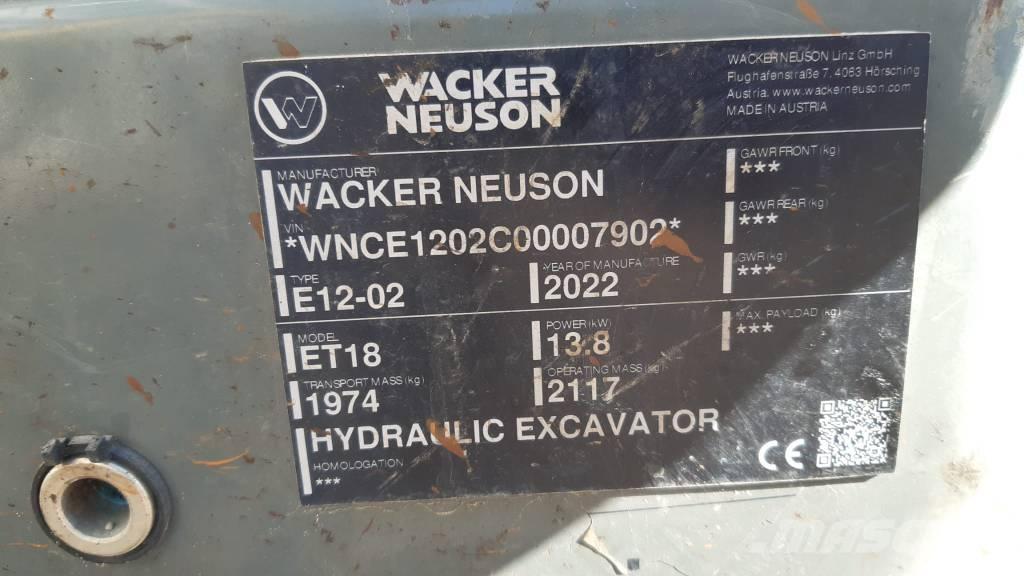 WACKER
NEUSON
WACKER NEUSON Linz GmbH
Flughafenstraße 7, 4063 Hörsching
Austria. www.wackerneuson.com
MADE IN AUSTRIA
MANUFACTURER
WACKER NEUSON
VIN
*WNCE1202C00007902*
TYPE
E12-02
YEAR OF MANUFACTURE
2022
MODEL
ET18
POWER (kW)
13.8
TRANSPORT MASS (kg)
1974
OPERATING MASS (kg)
2117
HYDRAULIC EXCAVATOR
HOMOLOGATION
***
GAWR FRONT (kg)
***
GAWR REAR (kg)
***
GWR (kg)
***
MAX. PAYLOAD (kg)
***
CE